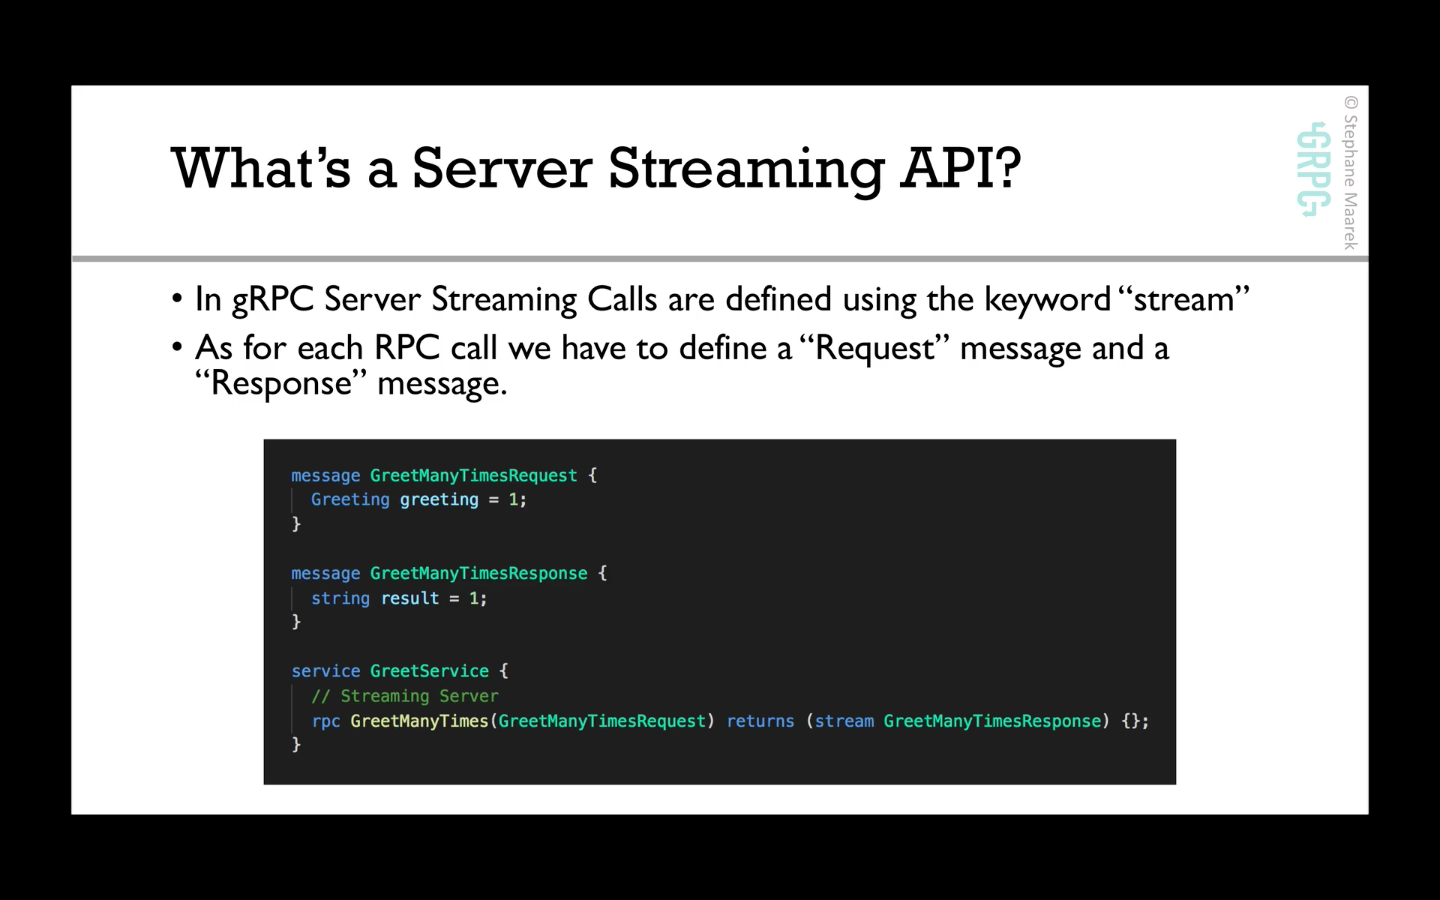 What's a Server Streaming API?
GRPC
© Stephane Maarek
• In gRPC Server Streaming Calls are defined using the keyword “stream”
• As for each RPC call we have to define a “Request” message and a
“Response” message.
message GreetManyTimesRequest {
Greeting greeting = 1;
}
message GreetManyTimesResponse {
string result = 1;
}
service GreetService {
// Streaming Server
rpc GreetManyTimes(GreetManyTimesRequest) returns (stream GreetManyTimesResponse) {};
}